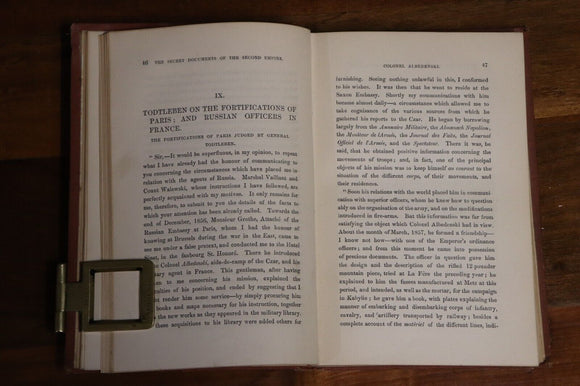 46 THE SECRET DOCUMENTS OF THE SECOND EMPIRE.
IX.
TODTLEBEN ON THE FORTIFICATIONS OF
PARIS; AND RUSSIAN OFFICERS IN
FRANCE.
THE FORTIFICATIONS OF PARIS JUDGED BY GENERAL
TODTLEBEN.
"Sir,—It would be superfluous, in my opinion, to repeat
what I have already had the honour of communicating to
you concerning the circumstances which have placed me in
relation with the agents of Russia. Marshal Vaillant and
Count Walewski, whose instructions I have followed, are
perfectly acquainted with my motives. It only remains for
me, therefore, to submit to you the details of the facts to
which your attention has been already called. Towards the
end of December, 1856, Monsieur Grothe, Attaché of the
Russian Embassy at Paris, whom I had the honour of
knowing at Brussels during the war in the East, came to
see me under a false pretext, and conducted me to the Hotel
in the faubourg St. Honoré. There he introduced
Colonel Albedinski, aide-de-camp of the Czar, and his
agent in France. This gentleman, after having
to me concerning his mission, explained the
of his position, and ended by suggesting that I
render him some service—by simply procuring him
books and maps necessary for his instruction, together
the new works as they appeared in the military library.
these acquisitions to his library were added others for
COLONEL ALBEDINSKI. 47
furnishing. Seeing nothing unlawful in this, I conformed
to his wishes. It was then that he went to reside at the
Saxon Embassy. Shortly my communications with him
became almost daily—a circumstance which allowed me to
take cognizance of the various works from which he
gathered his reports to the Czar. He began by borrowing
largely from the Annuaire Militaire, the Almanach Napoléon,
the Moniteur de l'Armée, the Journal des Faits, the Journal
Officiel de l'Armée, and the Spectateur. There it was, he
said, that he obtained positive information concerning the
movements of troops; and, in fact, one of the principal
objects of his mission was to keep himself au courant to the
situation of the different corps, of their movements, and
their residences.
"Soon his relations with the world placed him in communi-
cation with superior officers, whom he knew how to question
ably on the organisation of the army, and on the modifications
introduced in fire-arms. But this information was far from
satisfying the object which Colonel Albedinski had in view.
About the month of March, 1857, he formed a friendship—
I know not how—with one of the Emperor's ordinance
officers; and from this moment he came into possession
of precious documents. The officer in question gave him
the design and the description of the rifled 12-pounder
mountain pieces, tried at La Fère the preceding year; he
explained to him the fusees manufactured at Metz at this
period, and intended, as well as the mortar, for the campaign
in Kabylia; he gave him a book, with plates explaining the
manner of embarking and disembarking corps of infantry,
cavalry, and artillery transported by railway; besides a
complete account of the matériel of the different lines, indi-